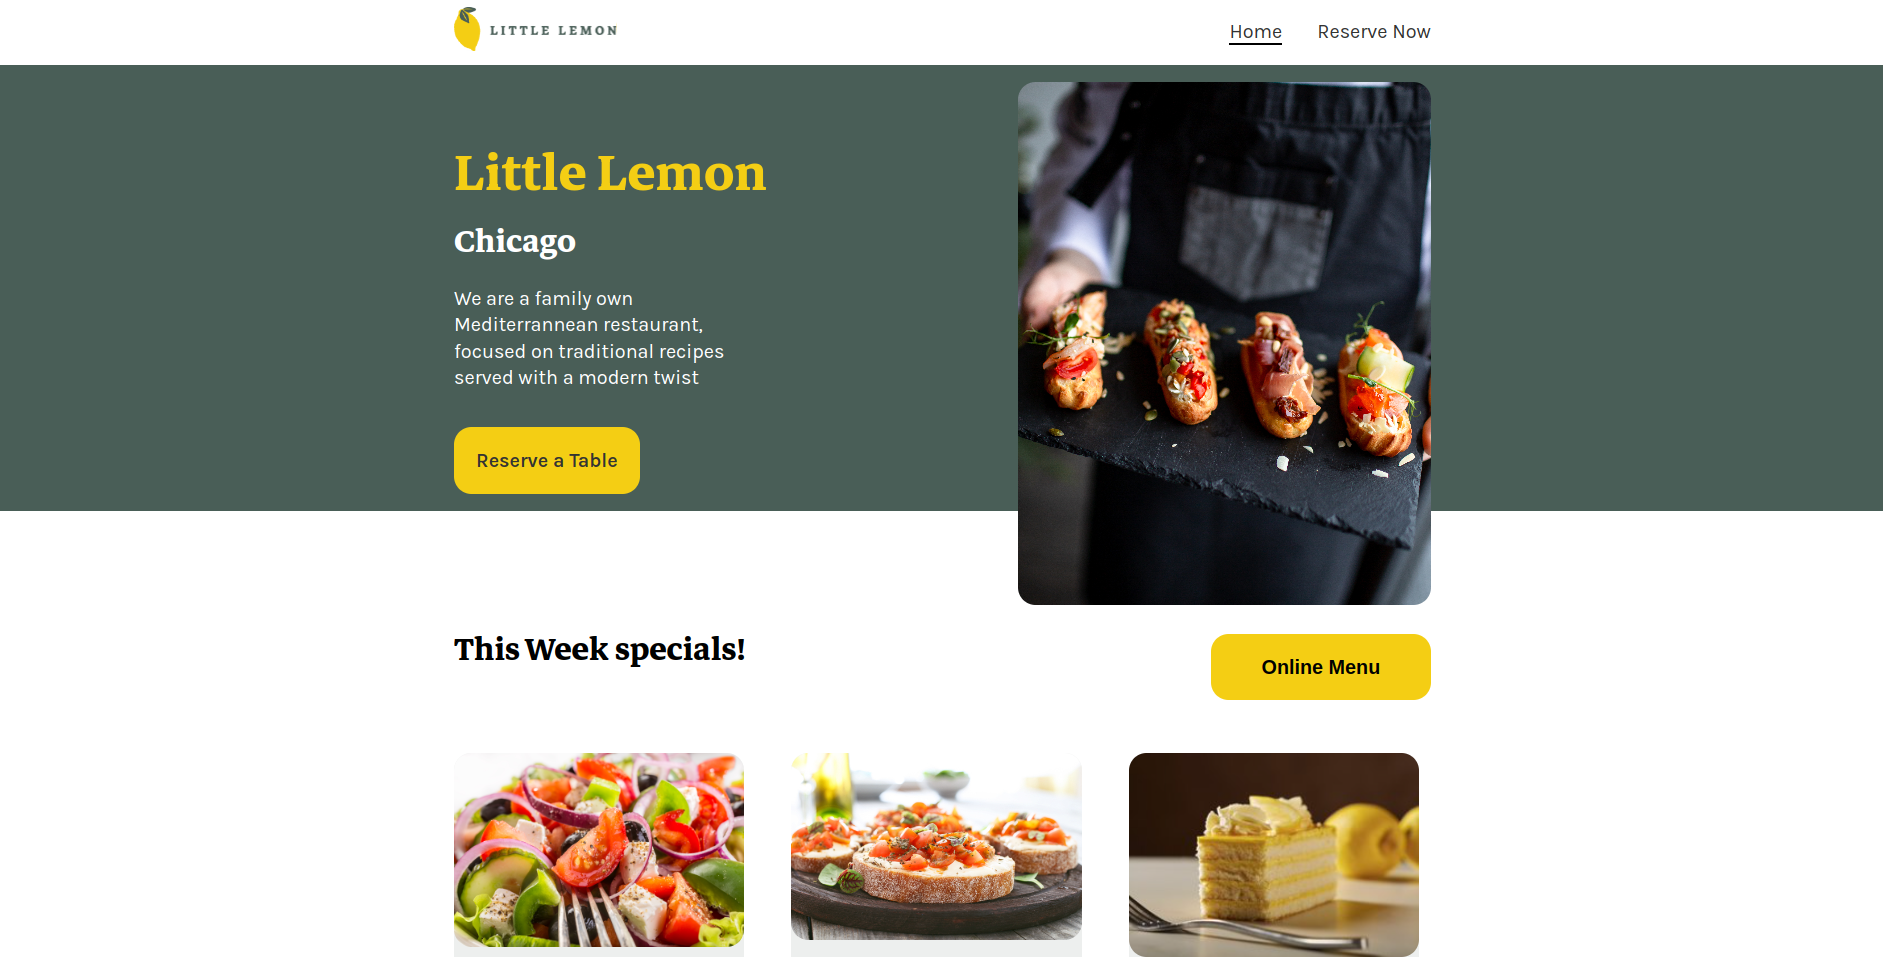 LITTLE LEMON
Home
Reserve Now
Little Lemon
Chicago
We are a family own
Mediterrannean restaurant,
focused on traditional recipes
served with a modern twist
Reserve a Table
This Week specials!
Online Menu